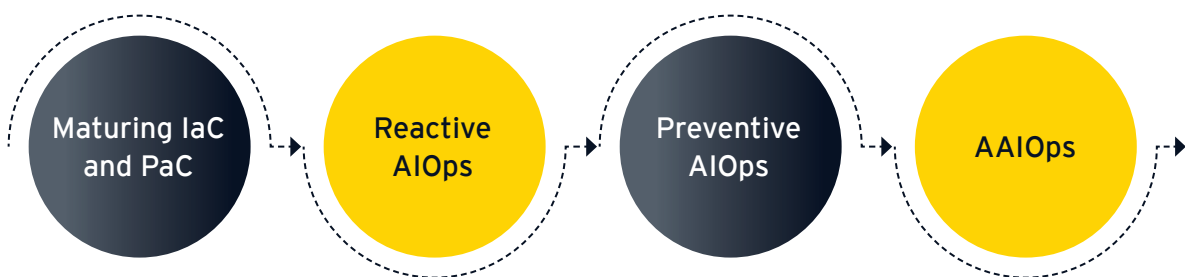 Maturing IaC
and PaC
Reactive
AIOps
Preventive
AIOps
AAIOps